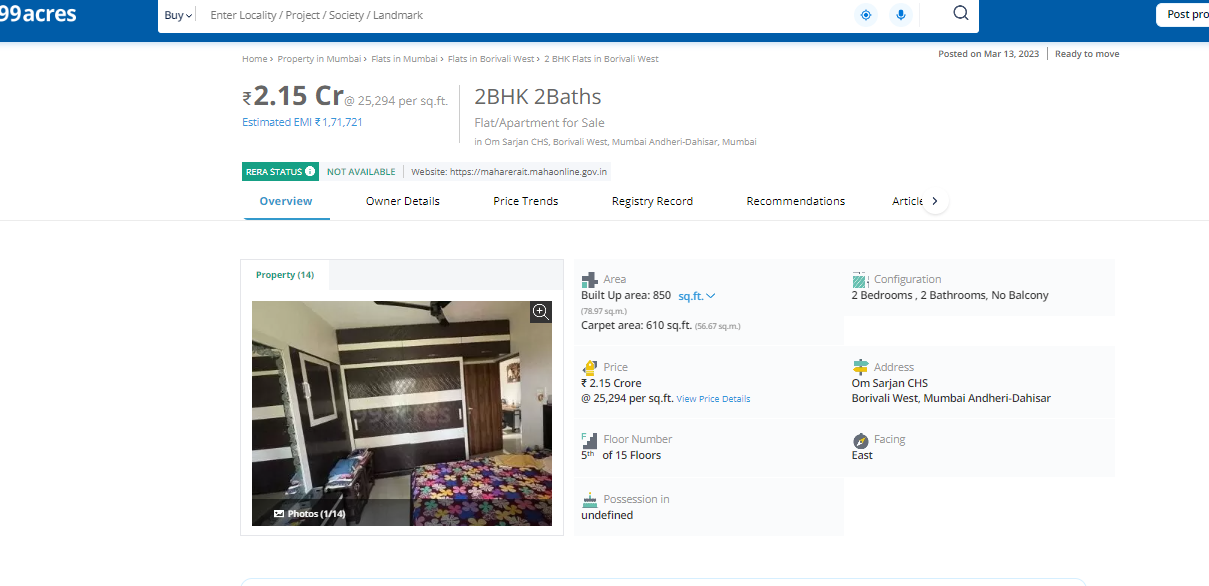 99acres
Buy
Enter Locality / Project / Society / Landmark
Post pro
Home › Property in Mumbai › Flats in Mumbai › Flats in Borivali West › 2 BHK Flats in Borivali West
Posted on Mar 13, 2023 | Ready to move
₹2.15 Cr @ 25,294 per sq.ft.
Estimated EMI ₹ 1,71,721
2BHK 2Baths
Flat/Apartment for Sale
in Om Sarjan CHS, Borivali West, Mumbai Andheri-Dahisar, Mumbai
RERA STATUS NOT AVAILABLE Website: https://maharerait.mahaonline.gov.in
Overview Owner Details Price Trends Registry Record Recommendations Article
Property (14)
Photos (1/14)
Area
Built Up area: 850 sq.ft.
(78.97 sq.m.)
Carpet area: 610 sq.ft. (56.67 sq.m.)
Configuration
2 Bedrooms , 2 Bathrooms, No Balcony
Price
₹ 2.15 Crore
@ 25,294 per sq.ft. View Price Details
Address
Om Sarjan CHS
Borivali West, Mumbai Andheri-Dahisar
Floor Number
5th of 15 Floors
Facing
East
Possession in
undefined